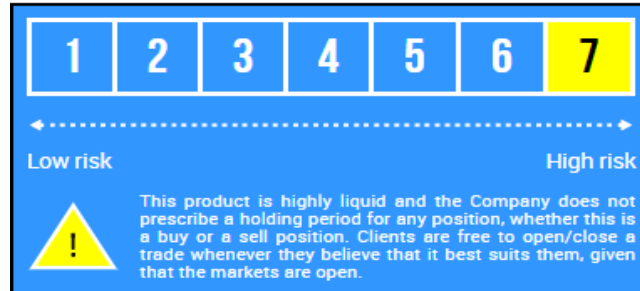 1 2 3 4 5 6 7
Low risk High risk
This product is highly liquid and the Company does not
prescribe a holding period for any position, whether this is
a buy or a sell position. Clients are free to open/close a
trade whenever they believe that it best suits them, given
that the markets are open.
!